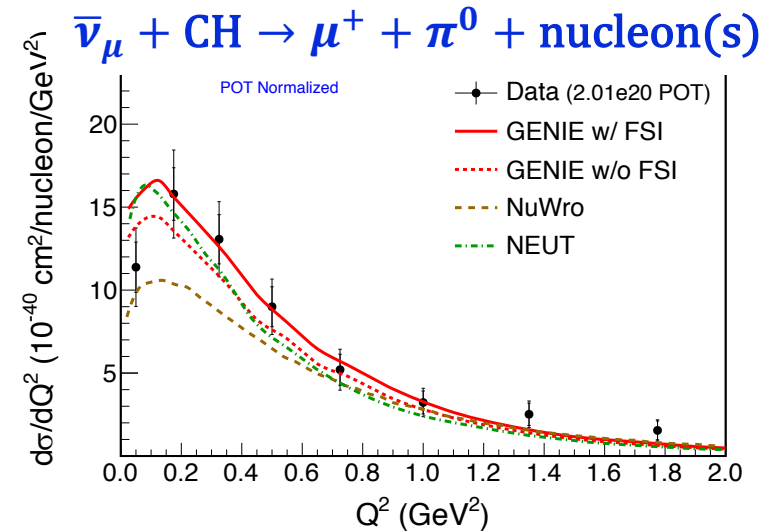 ν̅μ + CH → μ⁺ + π⁰ + nucleon(s)
POT Normalized
Data (2.01e20 POT)
GENIE w/ FSI
GENIE w/o FSI
NuWro
NEUT
dσ/dQ² (10⁻⁴⁰ cm²/nucleon/GeV²)
20
15
10
5
0.0 0.2 0.4 0.6 0.8 1.0 1.2 1.4 1.6 1.8 2.0
Q² (GeV²)